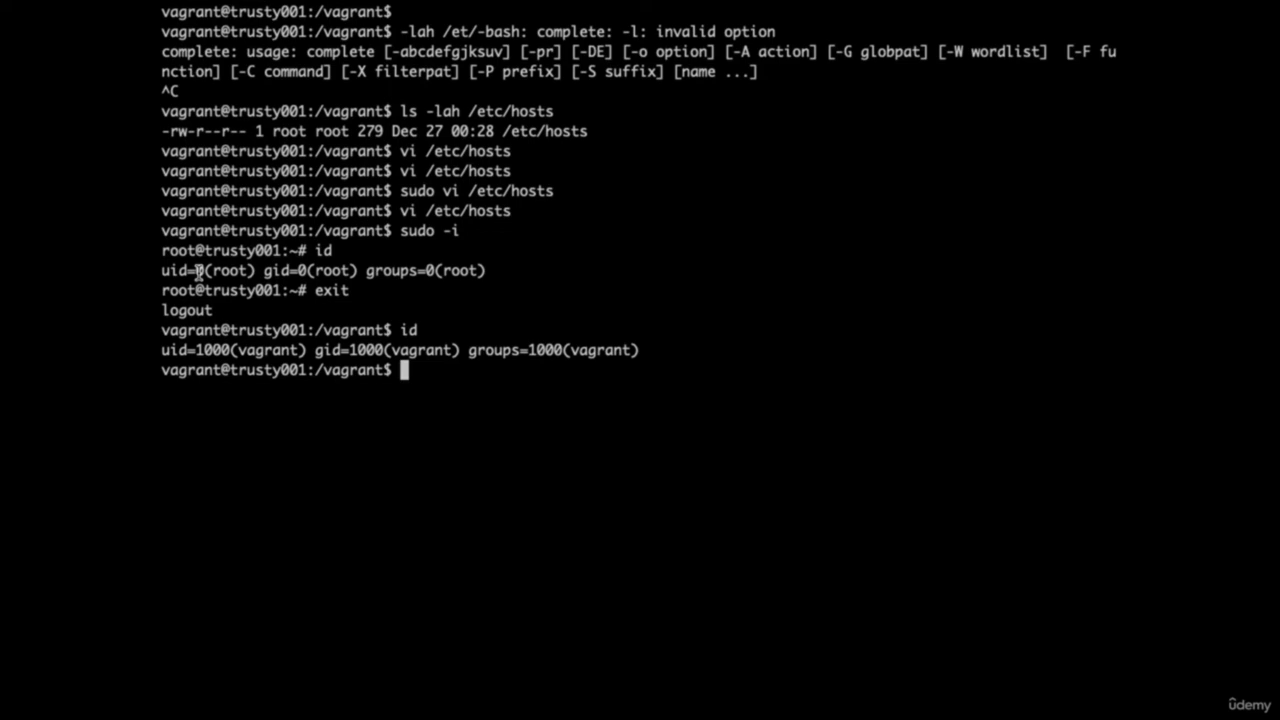 vagrant@trusty001:/vagrant$
vagrant@trusty001:/vagrant$ -lah /et/-bash: complete: -l: invalid option
complete: usage: complete [-abcdefgjksuv] [-pr] [-DE] [-o option] [-A action] [-G globpat] [-W wordlist]  [-F fu
nction] [-C command] [-X filterpat] [-P prefix] [-S suffix] [name ...]
^C
vagrant@trusty001:/vagrant$ ls -lah /etc/hosts
-rw-r--r-- 1 root root 279 Dec 27 00:28 /etc/hosts
vagrant@trusty001:/vagrant$ vi /etc/hosts
vagrant@trusty001:/vagrant$ vi /etc/hosts
vagrant@trusty001:/vagrant$ sudo vi /etc/hosts
vagrant@trusty001:/vagrant$ vi /etc/hosts
vagrant@trusty001:/vagrant$ sudo -i
root@trusty001:~# id
uid=0(root) gid=0(root) groups=0(root)
root@trusty001:~# exit
logout
vagrant@trusty001:/vagrant$ id
uid=1000(vagrant) gid=1000(vagrant) groups=1000(vagrant)
vagrant@trusty001:/vagrant$
ûdemy